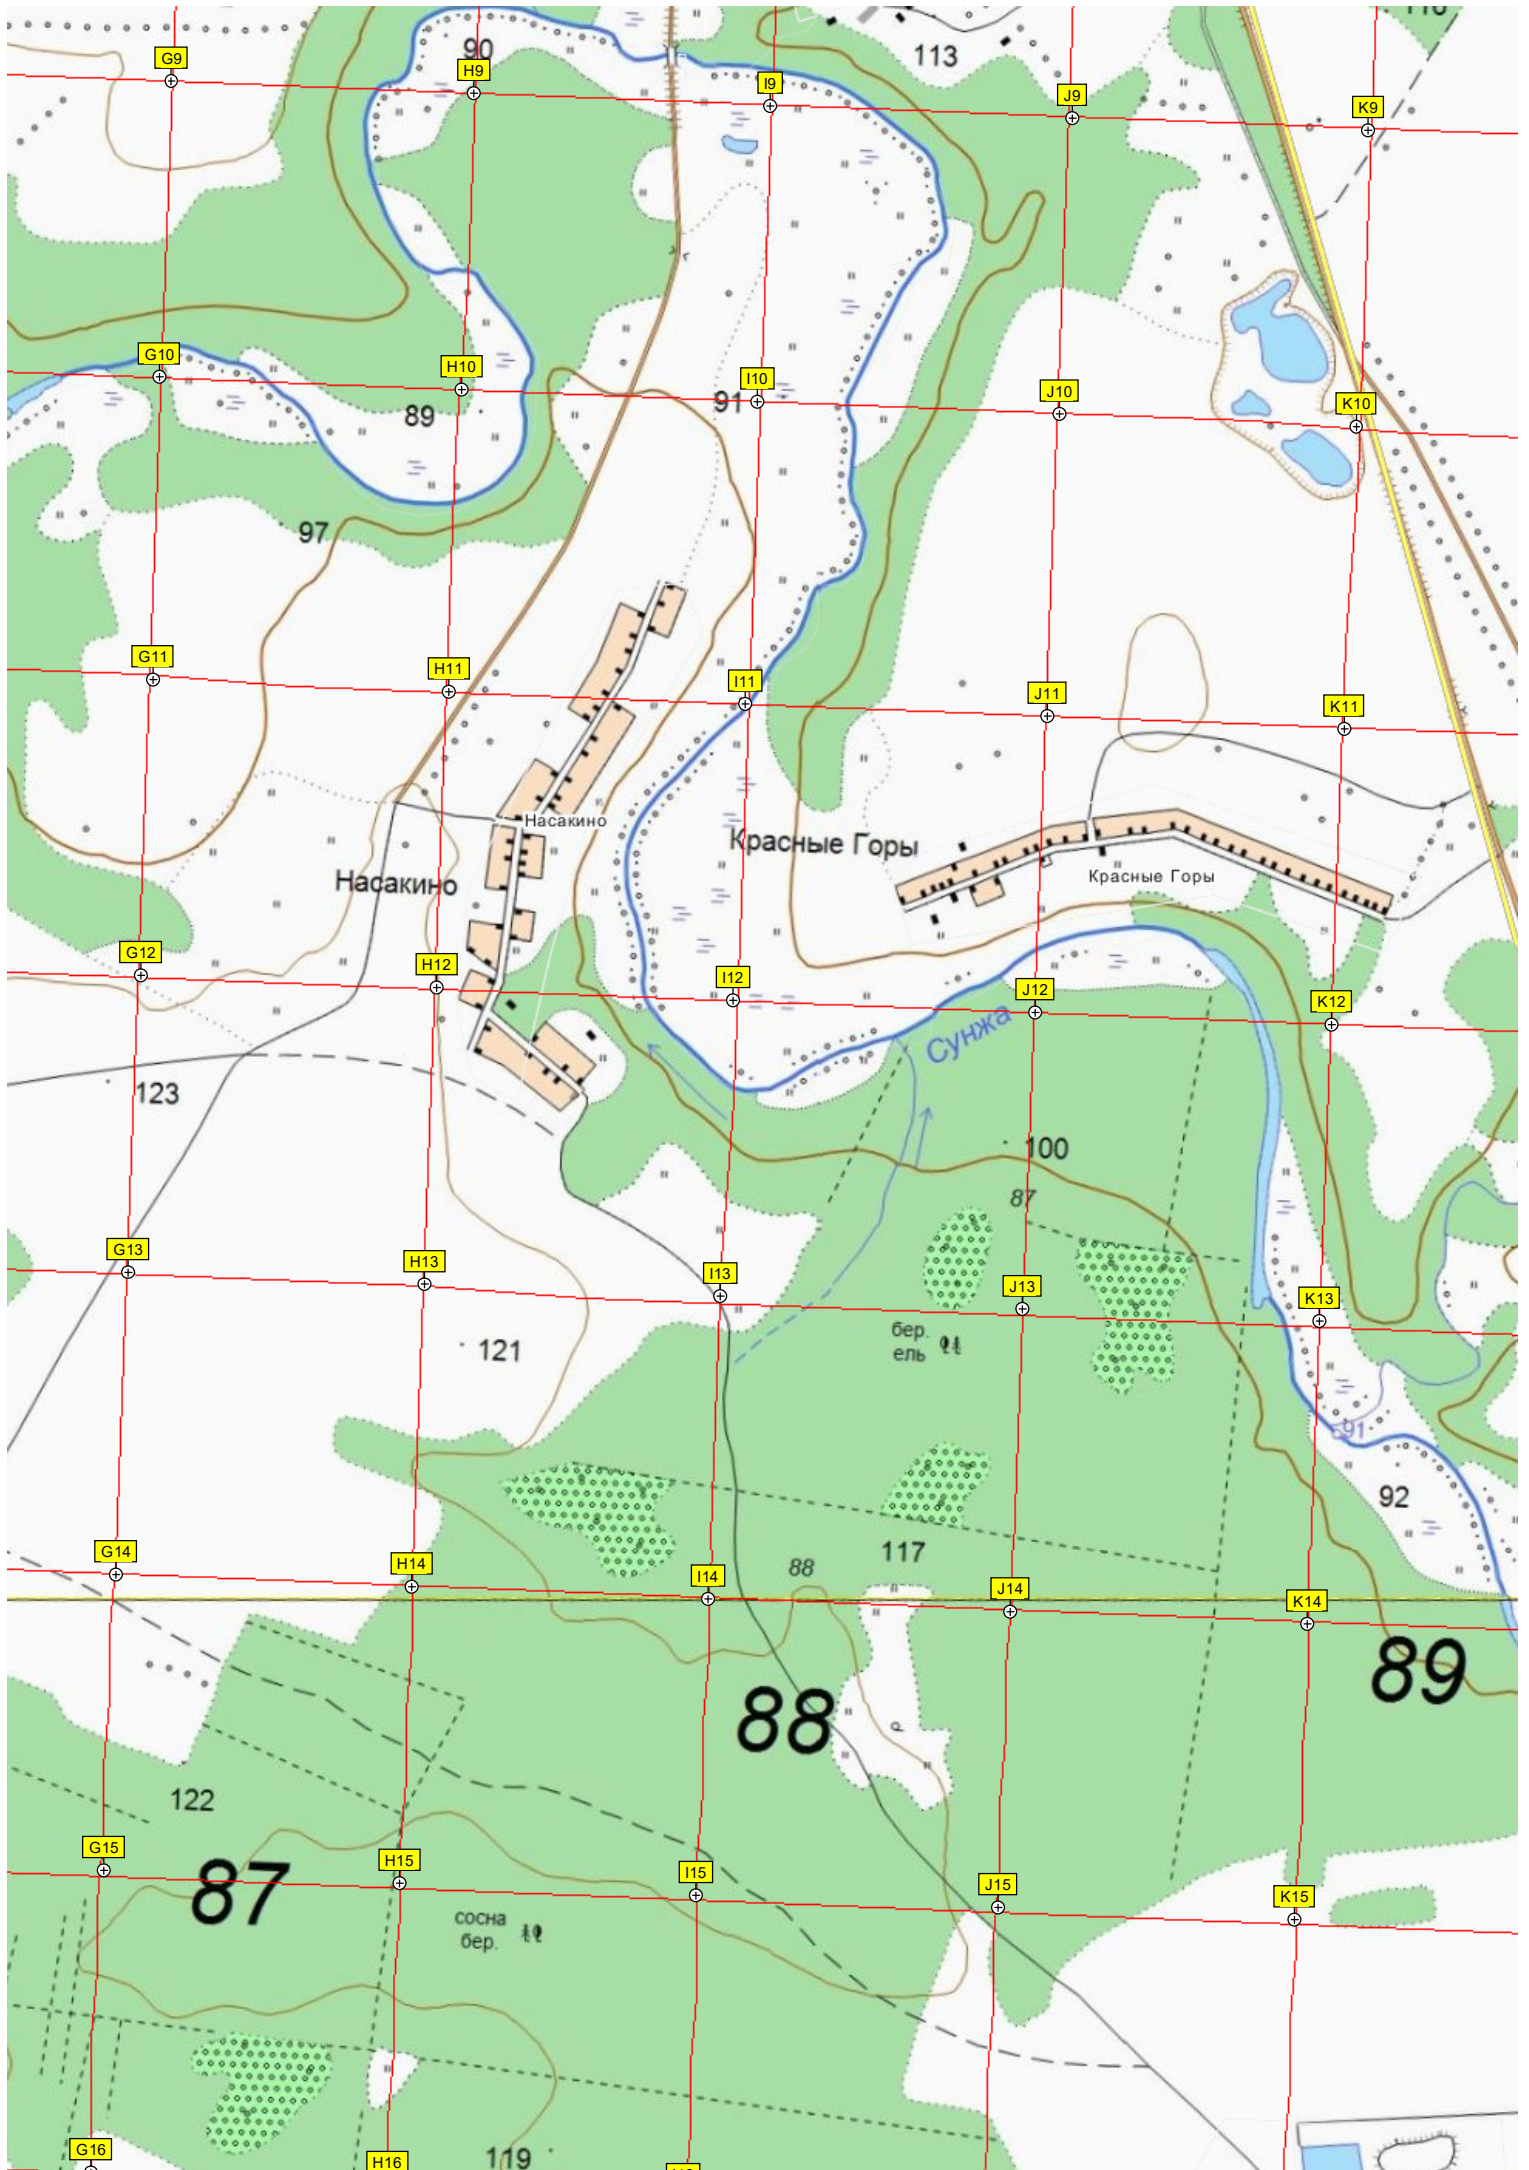 90
113
G9
H9
I9
J9
K9
G10
H10
I10
J10
K10
89
91
97
G11
H11
I11
J11
K11
Насакино
Красные Горы
Красные Горы
Насакино
G12
H12
I12
J12
K12
Сунжа
123
100
87
G13
H13
I13
J13
K13
бер.
ель
121
91
92
117
88
G14
H14
I14
J14
K14
89
88
р
122
G15
H15
I15
J15
K15
87
сосна
бер.
G16
H16
119